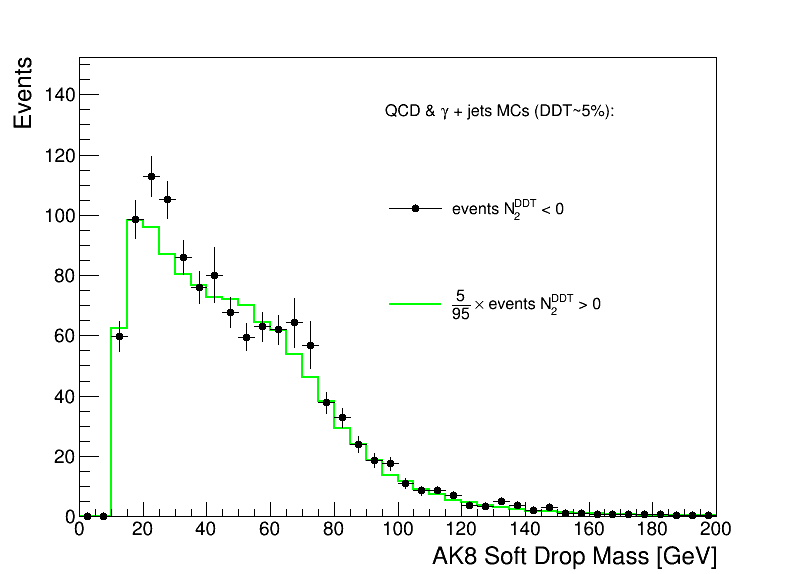 Events
140
120
100
80
60
40
20
0
QCD & γ + jets MCs (DDT~5%):
events N₂ᴰᴰᵀ < 0
5/95 × events N₂ᴰᴰᵀ > 0
0 20 40 60 80 100 120 140 160 180 200
AK8 Soft Drop Mass [GeV]